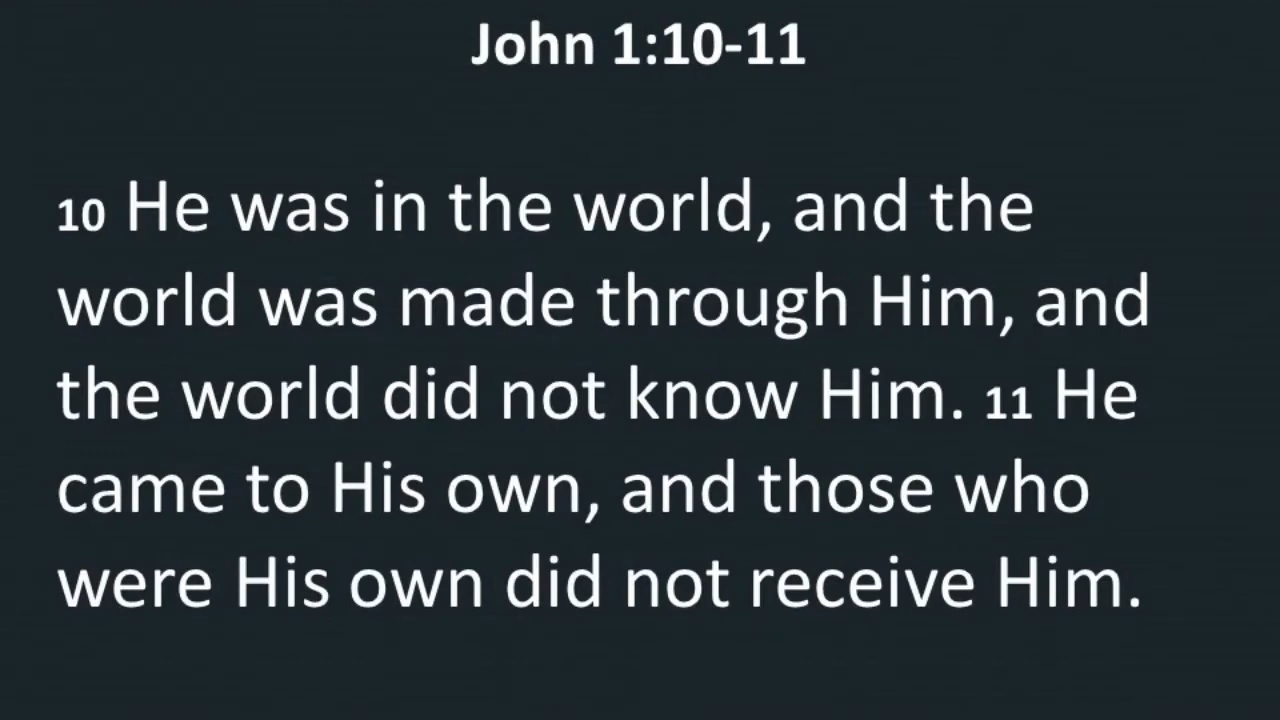 John 1:10-11
10 He was in the world, and the
world was made through Him, and
the world did not know Him. 11 He
came to His own, and those who
were His own did not receive Him.